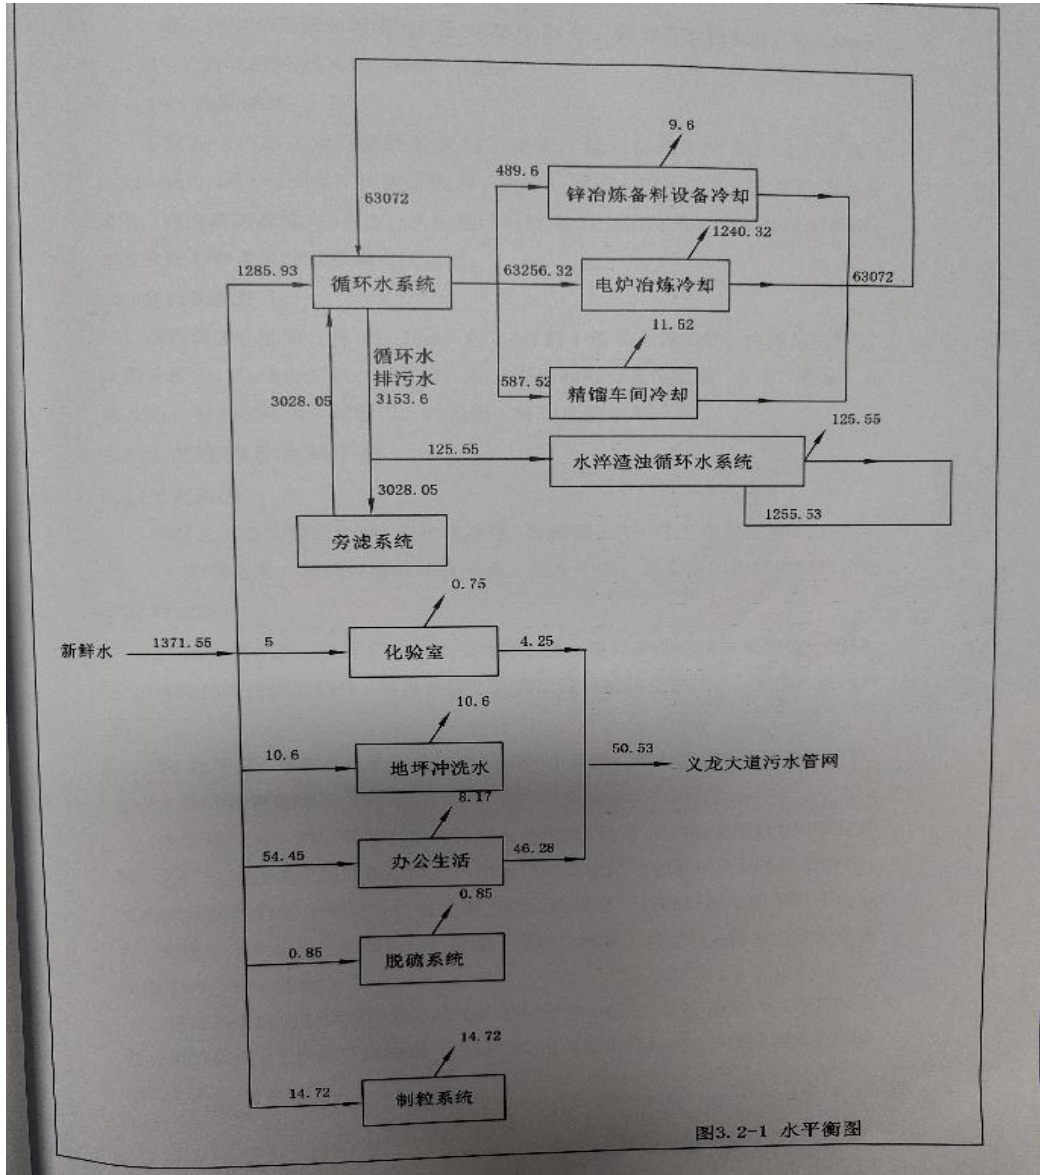 9.6
489.6
锌冶炼备料设备冷却
63072
1240.32
1285.93
循环水系统
63256.32
电炉冶炼冷却
63072
11.52
循环水
排污水
587.52
精馏车间冷却
3028.05
3153.6
125.55
125.55
水淬渣浊循环水系统
3028.05
1255.53
旁滤系统
0.75
新鲜水
1371.55
5
化验室
4.25
10.6
10.6
地坪冲洗水
50.53
义龙大道污水管网
8.17
54.45
办公生活
46.28
0.85
0.85
脱硫系统
14.72
14.72
制粒系统
图3.2-1 水平衡图